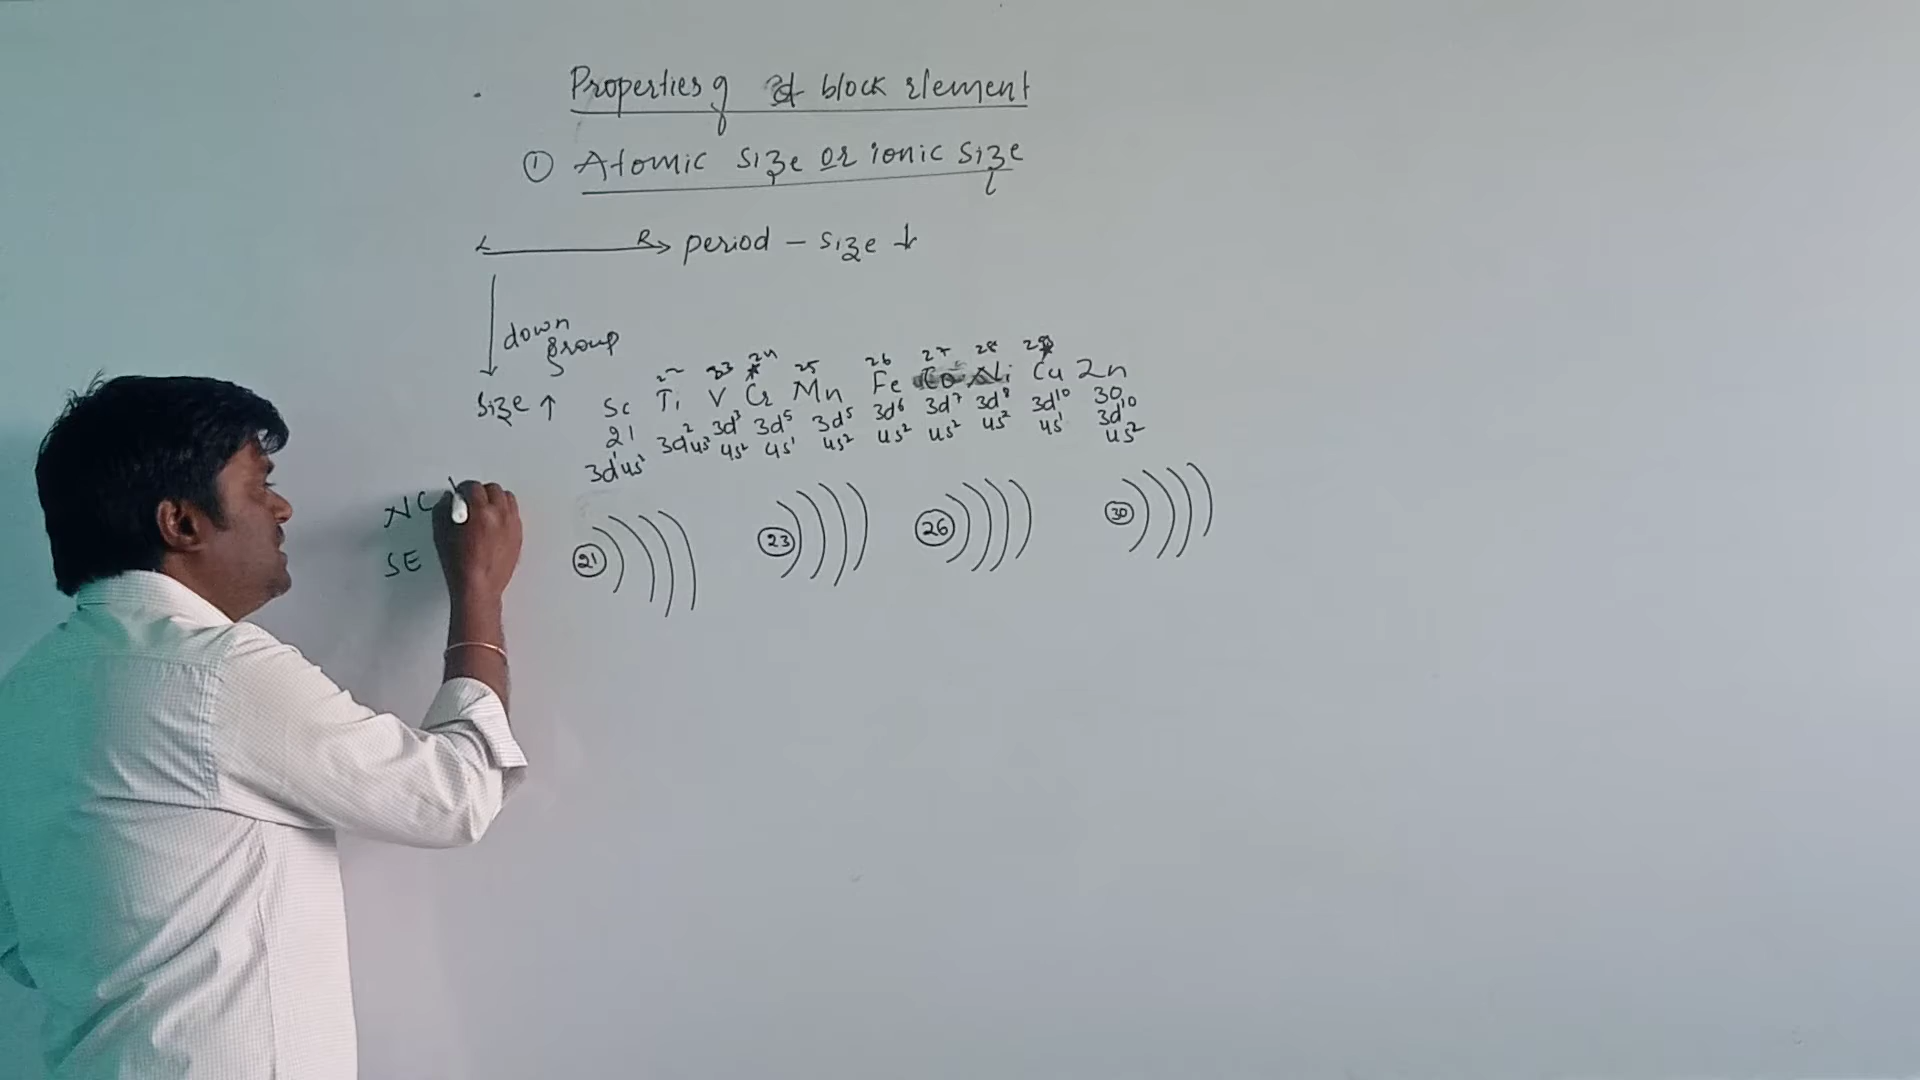 Properties of d block element
① Atomic size or ionic size
L R period - size ↓
down group
size ↑
22 23 24 25 26 27 28 29
Sc Ti V Cr Mn Fe Co Ni Cu Zn
21 30
3d¹4s² 3d²4s² 3d³4s² 3d⁵4s¹ 3d⁵4s² 3d⁶4s² 3d⁷4s² 3d⁸4s² 3d¹⁰4s¹ 3d¹⁰4s²
NC
SE
21 23 26 30